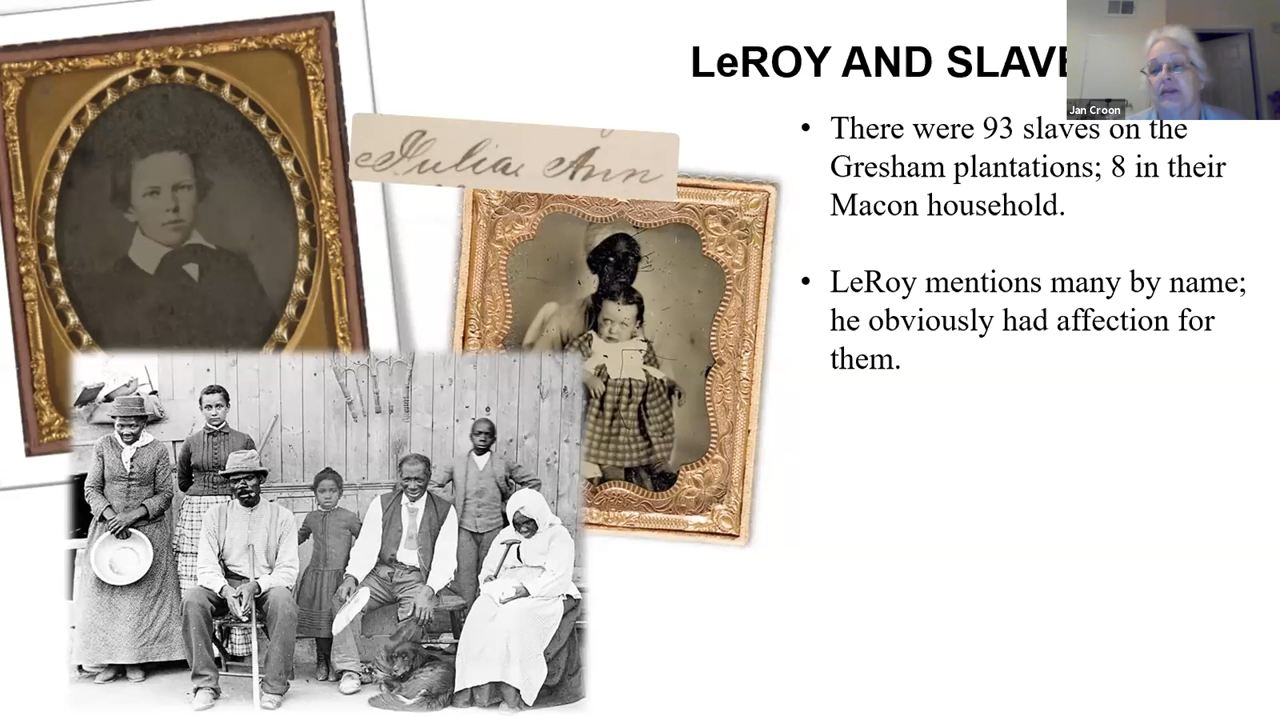 LeROY AND SLAVE
Jan Croon
Julia Ann
• There were 93 slaves on the
Gresham plantations; 8 in their
Macon household.
• LeRoy mentions many by name;
he obviously had affection for
them.